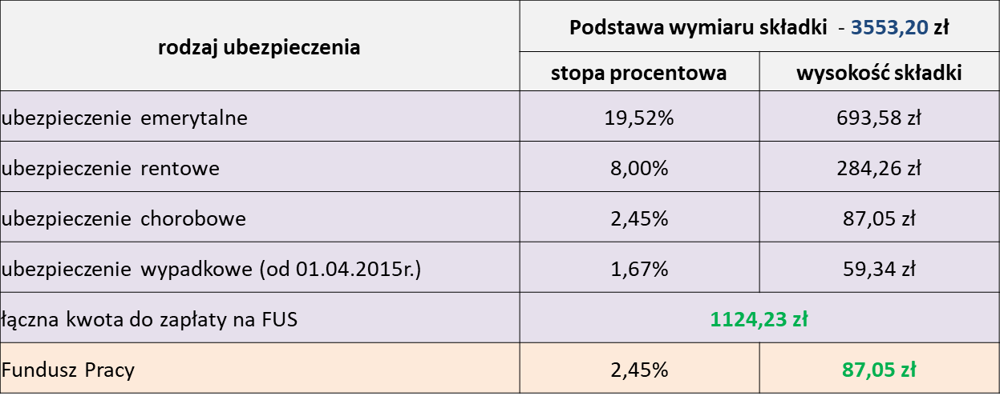 rodzaj ubezpieczenia
Podstawa wymiaru składki - 3553,20 zł
stopa procentowa wysokość składki
ubezpieczenie emerytalne 19,52% 693,58 zł
ubezpieczenie rentowe 8,00% 284,26 zł
ubezpieczenie chorobowe 2,45% 87,05 zł
ubezpieczenie wypadkowe (od 01.04.2015r.) 1,67% 59,34 zł
łączna kwota do zapłaty na FUS 1124,23 zł
Fundusz Pracy 2,45% 87,05 zł